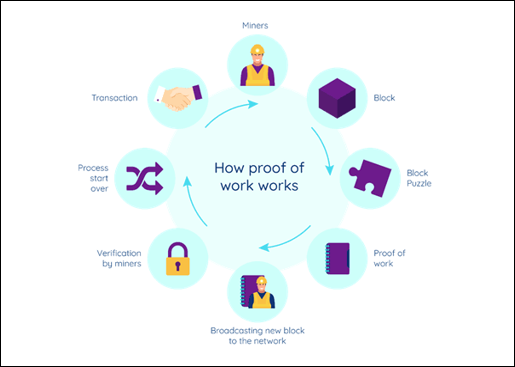 Miners
Transaction
Block
How proof of
work works
Process
start
over
Block
Puzzle
Verification
by miners
Proof of
work
Broadcasting new block
to the network